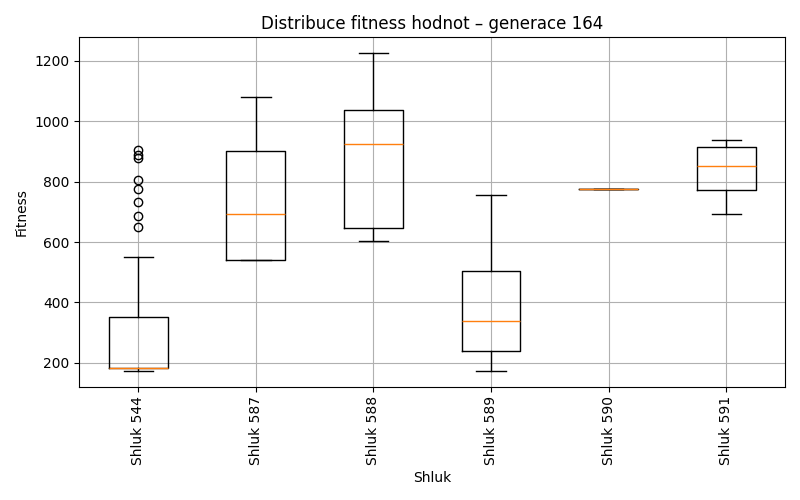 Distribuce fitness hodnot – generace 164
Fitness
1200
1000
800
600
400
200
Shluk 544
Shluk 587
Shluk 588
Shluk 589
Shluk 590
Shluk 591
Shluk